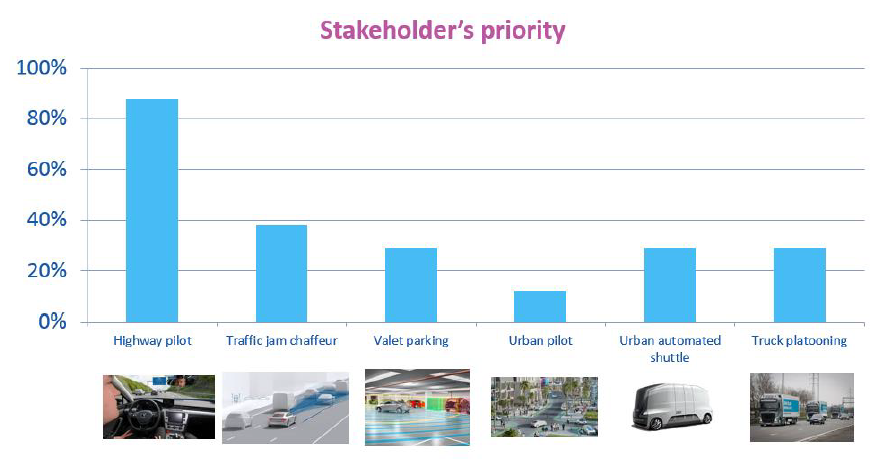 Stakeholder's priority
100%
80%
60%
40%
20%
0%
Highway pilot
Traffic jam chauffeur
Valet parking
Urban pilot
Urban automated
shuttle
Truck platooning